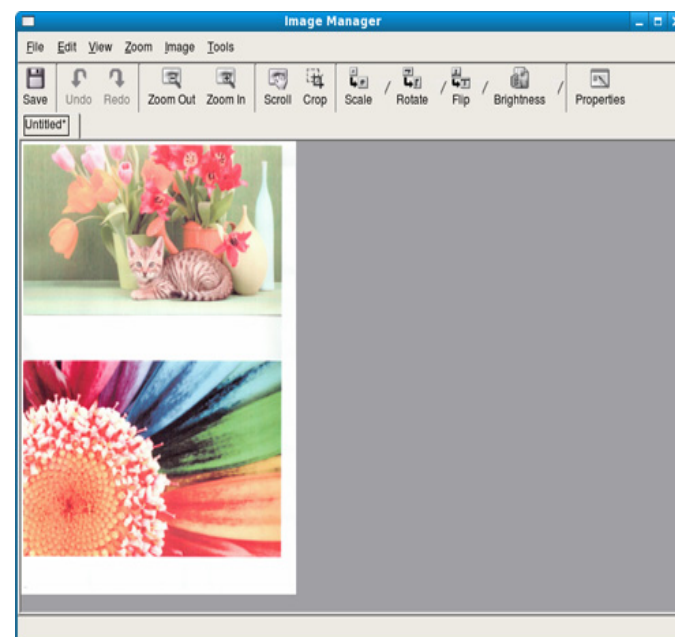 Image Manager
File Edit View Zoom Image Tools
Save Undo Redo Zoom Out Zoom In Scroll Crop Scale / Rotate / Flip / Brightness / Properties
Untitled*